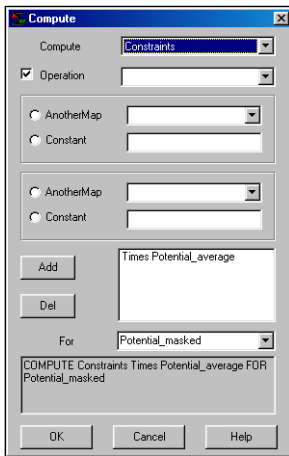 Compute
Compute Constraints
Operation
AnotherMap
Constant
AnotherMap
Constant
Add
Times Potential_average
Del
For Potential_masked
COMPUTE Constraints Times Potential_average FOR
Potential_masked
OK Cancel Help